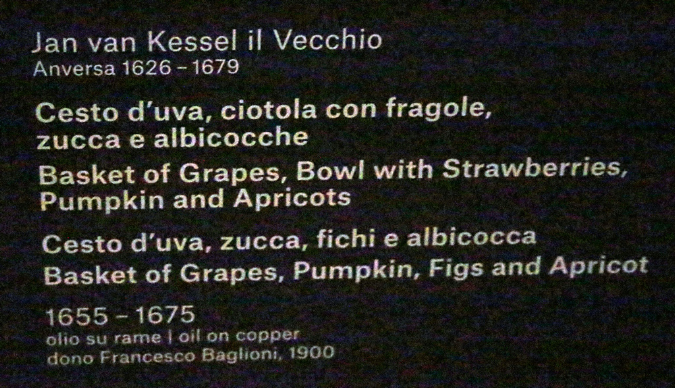 Jan van Kessel il Vecchio
Anversa 1626 – 1679
Cesto d'uva, ciotola con fragole,
zucca e albicocche
Basket of Grapes, Bowl with Strawberries,
Pumpkin and Apricots
Cesto d'uva, zucca, fichi e albicocca
Basket of Grapes, Pumpkin, Figs and Apricot
1655 – 1675
olio su rame | oil on copper
dono Francesco Baglioni, 1900